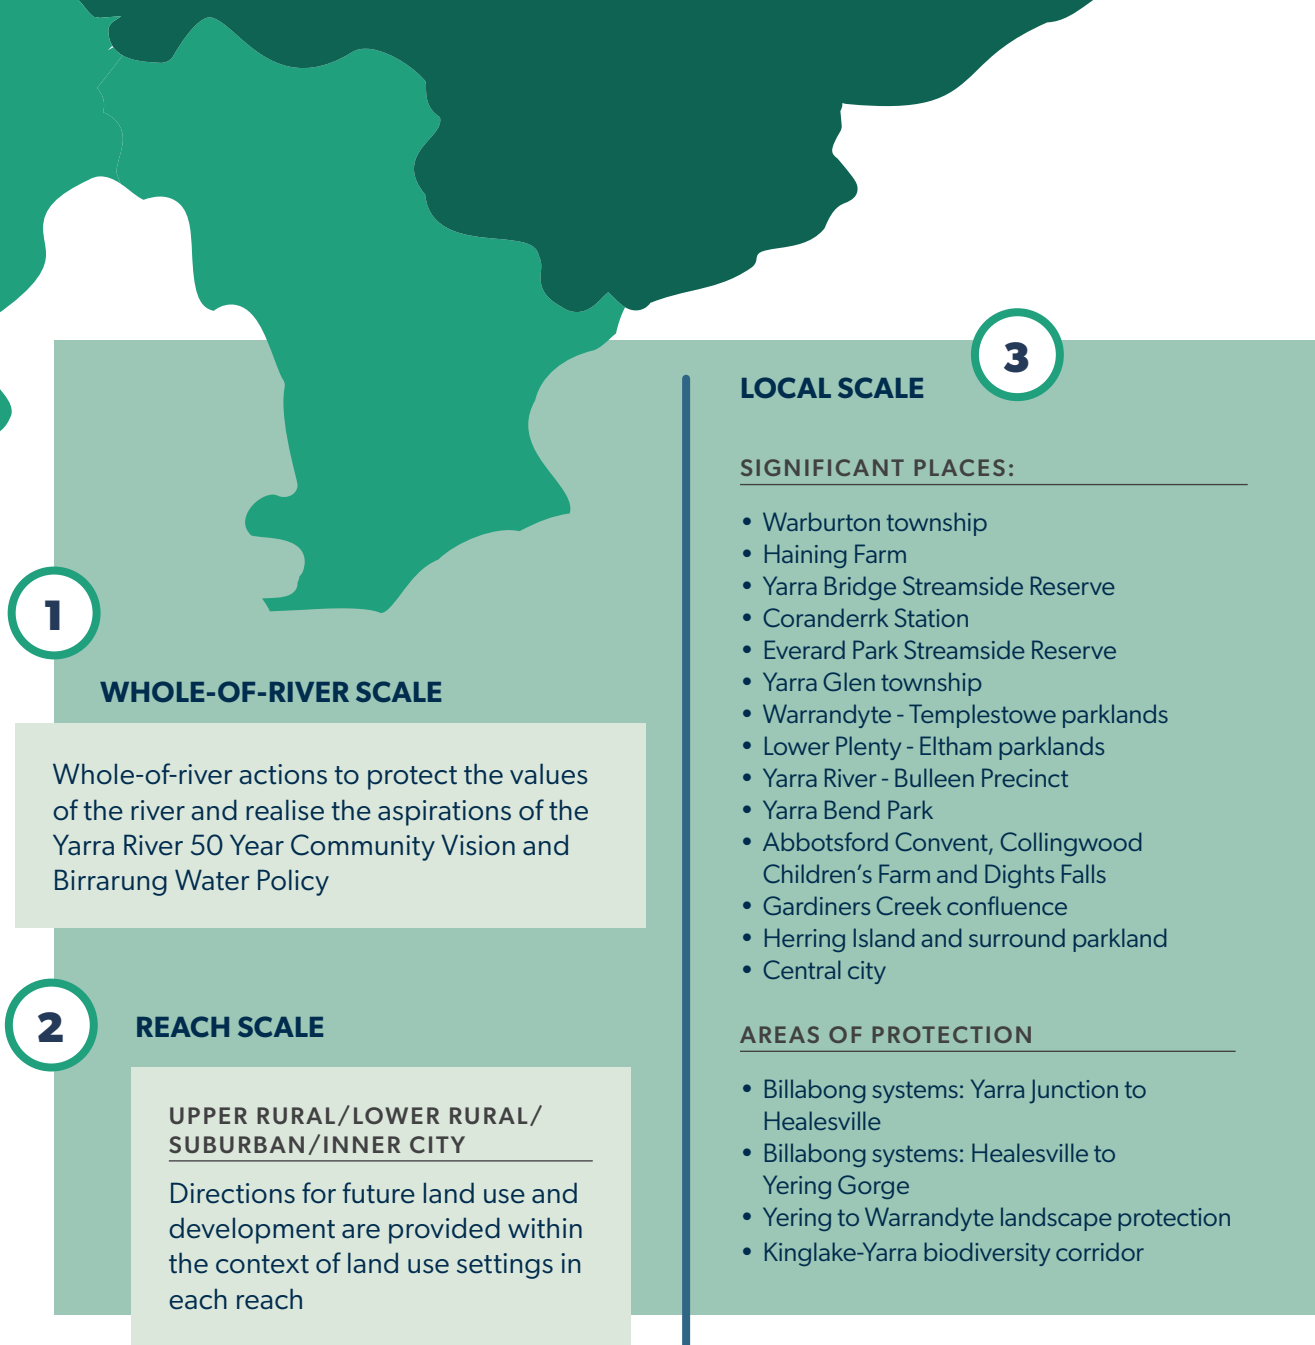 1
WHOLE-OF-RIVER SCALE
Whole-of-river actions to protect the values
of the river and realise the aspirations of the
Yarra River 50 Year Community Vision and
Birrarung Water Policy
2
REACH SCALE
UPPER RURAL/LOWER RURAL/
SUBURBAN/INNER CITY
Directions for future land use and
development are provided within
the context of land use settings in
each reach
3
LOCAL SCALE
SIGNIFICANT PLACES:
• Warburton township
• Haining Farm
• Yarra Bridge Streamside Reserve
• Coranderrk Station
• Everard Park Streamside Reserve
• Yarra Glen township
• Warrandyte - Templestowe parklands
• Lower Plenty - Eltham parklands
• Yarra River - Bulleen Precinct
• Yarra Bend Park
• Abbotsford Convent, Collingwood
Children’s Farm and Dights Falls
• Gardiners Creek confluence
• Herring Island and surround parkland
• Central city
AREAS OF PROTECTION
• Billabong systems: Yarra Junction to
Healesville
• Billabong systems: Healesville to
Yering Gorge
• Yering to Warrandyte landscape protection
• Kinglake-Yarra biodiversity corridor